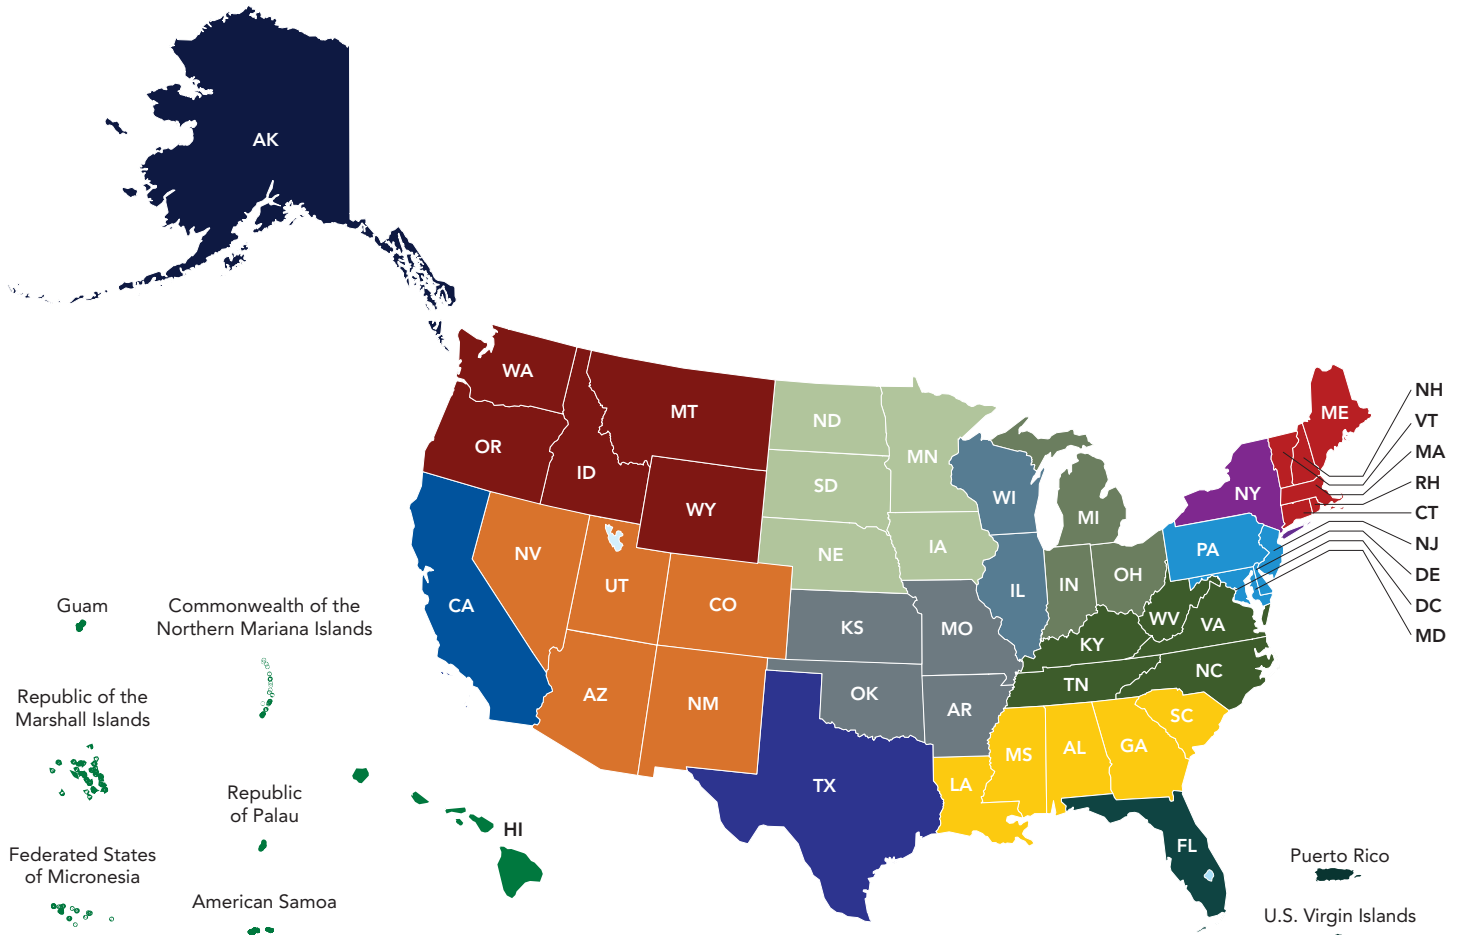 AK
WA
MT
ND
MN
ME
NH
VT
MA
RH
CT
NJ
DE
DC
MD
OR
ID
SD
WI
MI
NY
WY
NE
IA
PA
NV
UT
CO
CA
IL
IN
OH
WV
VA
KS
MO
KY
NC
AZ
NM
OK
AR
TN
SC
TX
LA
MS
AL
GA
FL
HI
Guam
Commonwealth of the
Northern Mariana Islands
Republic of the
Marshall Islands
Republic
of Palau
Federated States
of Micronesia
American Samoa
Puerto Rico
U.S. Virgin Islands